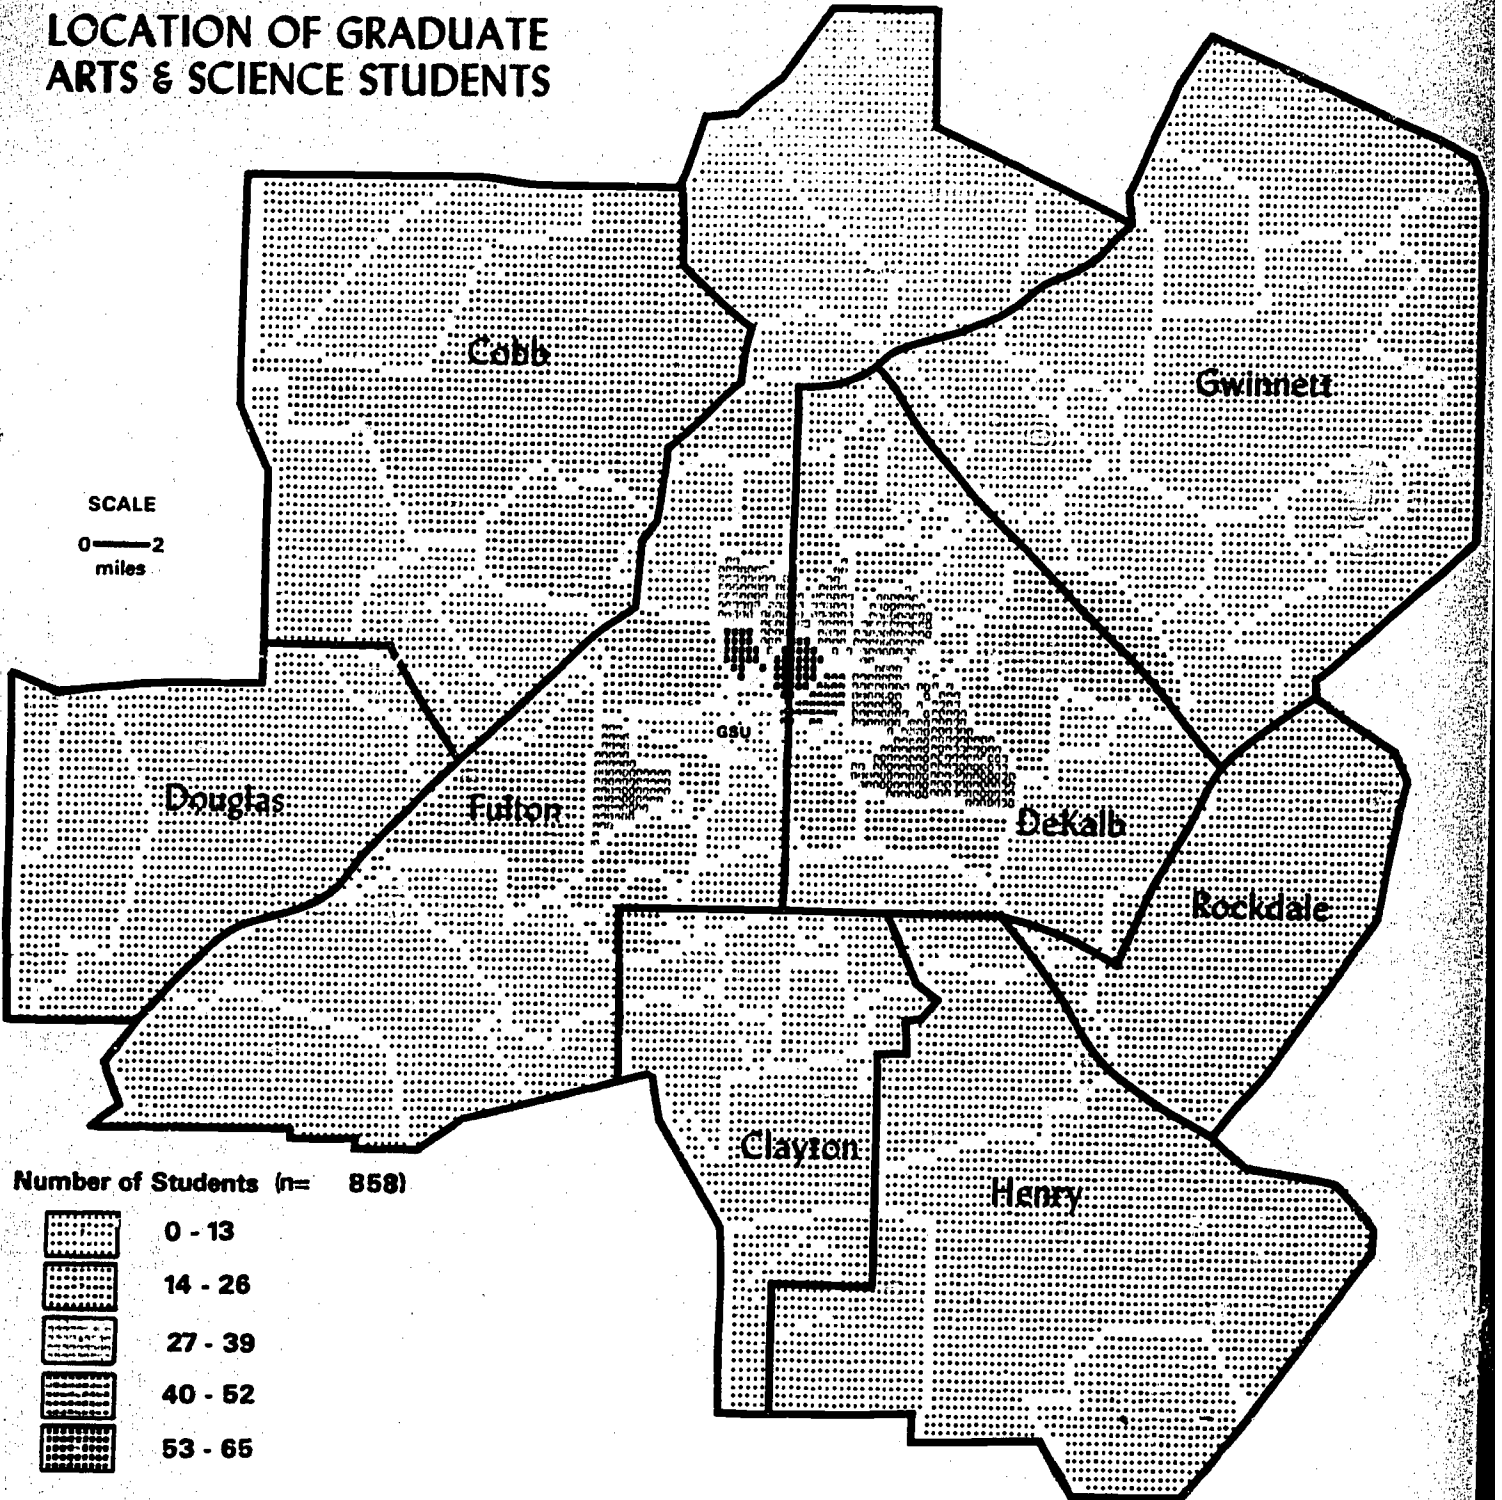 LOCATION OF GRADUATE
ARTS & SCIENCE STUDENTS
Cobb
Gwinnett
SCALE
0 2
miles
GSU
Douglas
Fulton
DeKalb
Rockdale
Clayton
Henry
Number of Students (n= 858)
0 - 13
14 - 26
27 - 39
40 - 52
53 - 65